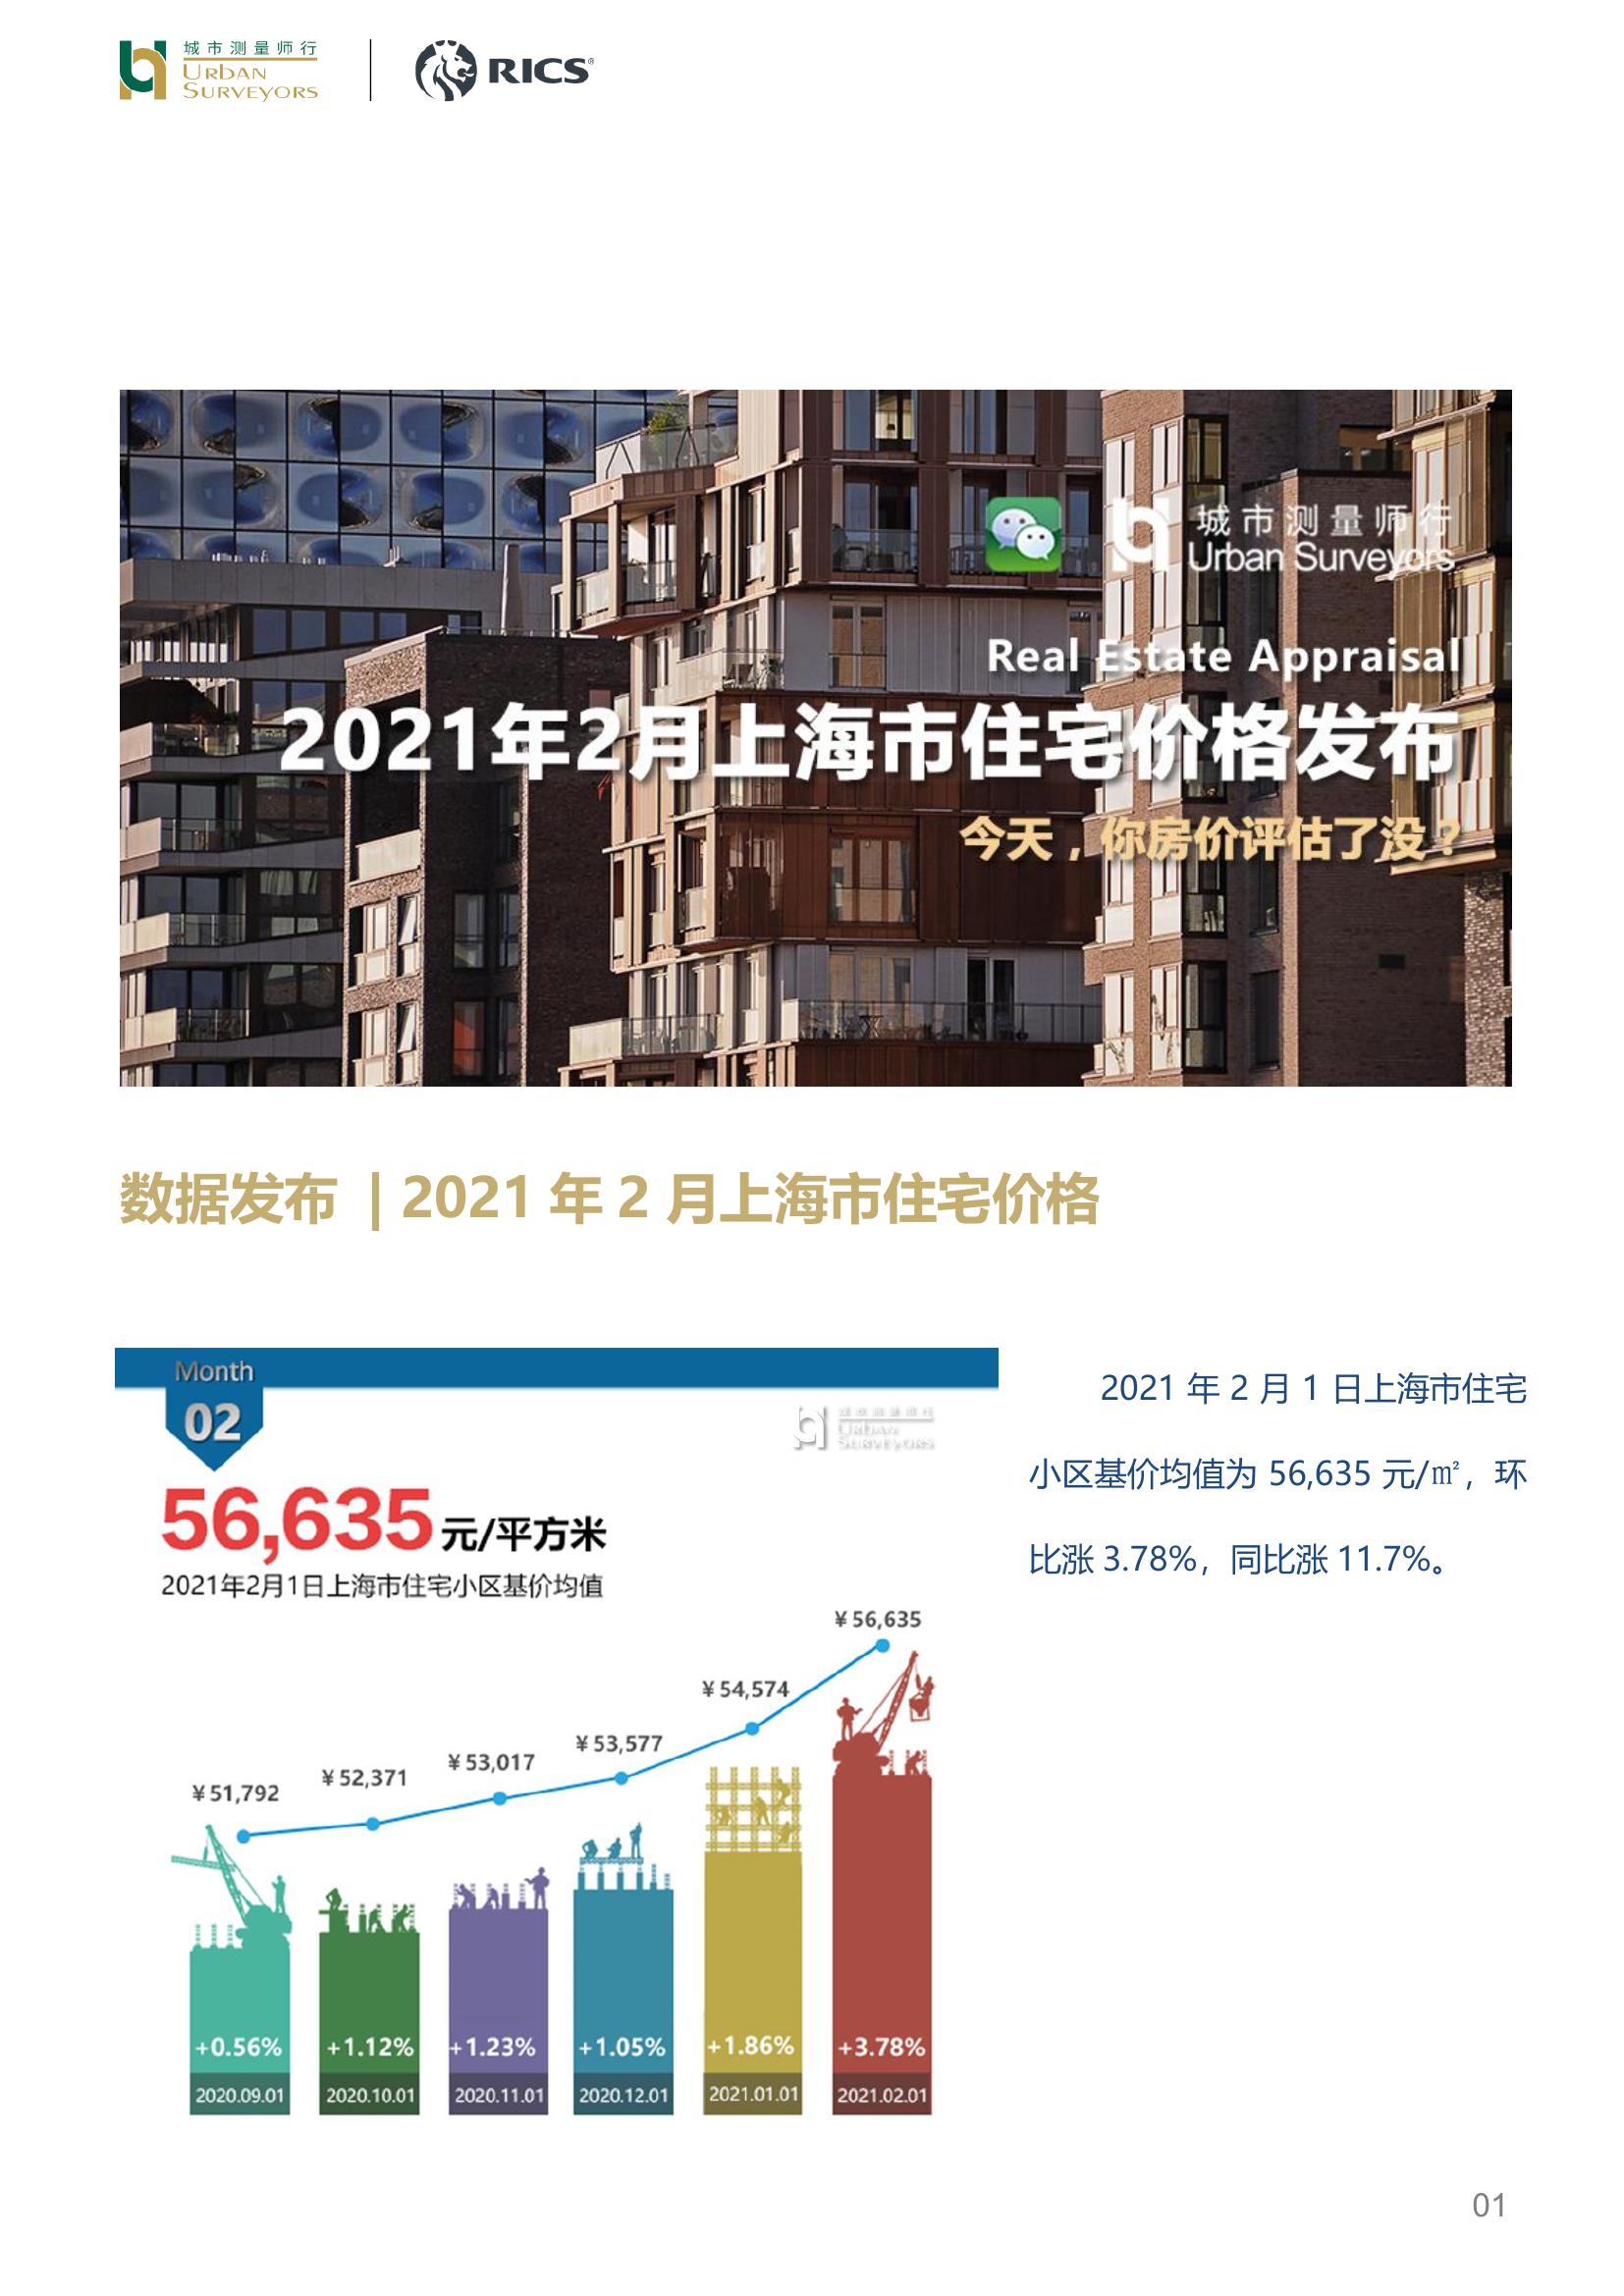 城市测量师行
URBAN
SURVEYORS
RICS®
城市测量师行
Urban Surveyors
Real Estate Appraisal
2021年2月上海市住宅价格发布
今天，你房价评估了没？
数据发布 | 2021 年 2 月上海市住宅价格
Month
02
城市测量师行
URBAN
SURVEYORS
56,635 元/平方米
2021年2月1日上海市住宅小区基价均值
2021 年 2 月 1 日上海市住宅
小区基价均值为 56,635 元/㎡，环
比涨 3.78%，同比涨 11.7%。
¥56,635
¥54,574
¥53,577
¥53,017
¥52,371
¥51,792
+0.56% +1.12% +1.23% +1.05% +1.86% +3.78%
2020.09.01 2020.10.01 2020.11.01 2020.12.01 2021.01.01 2021.02.01
01